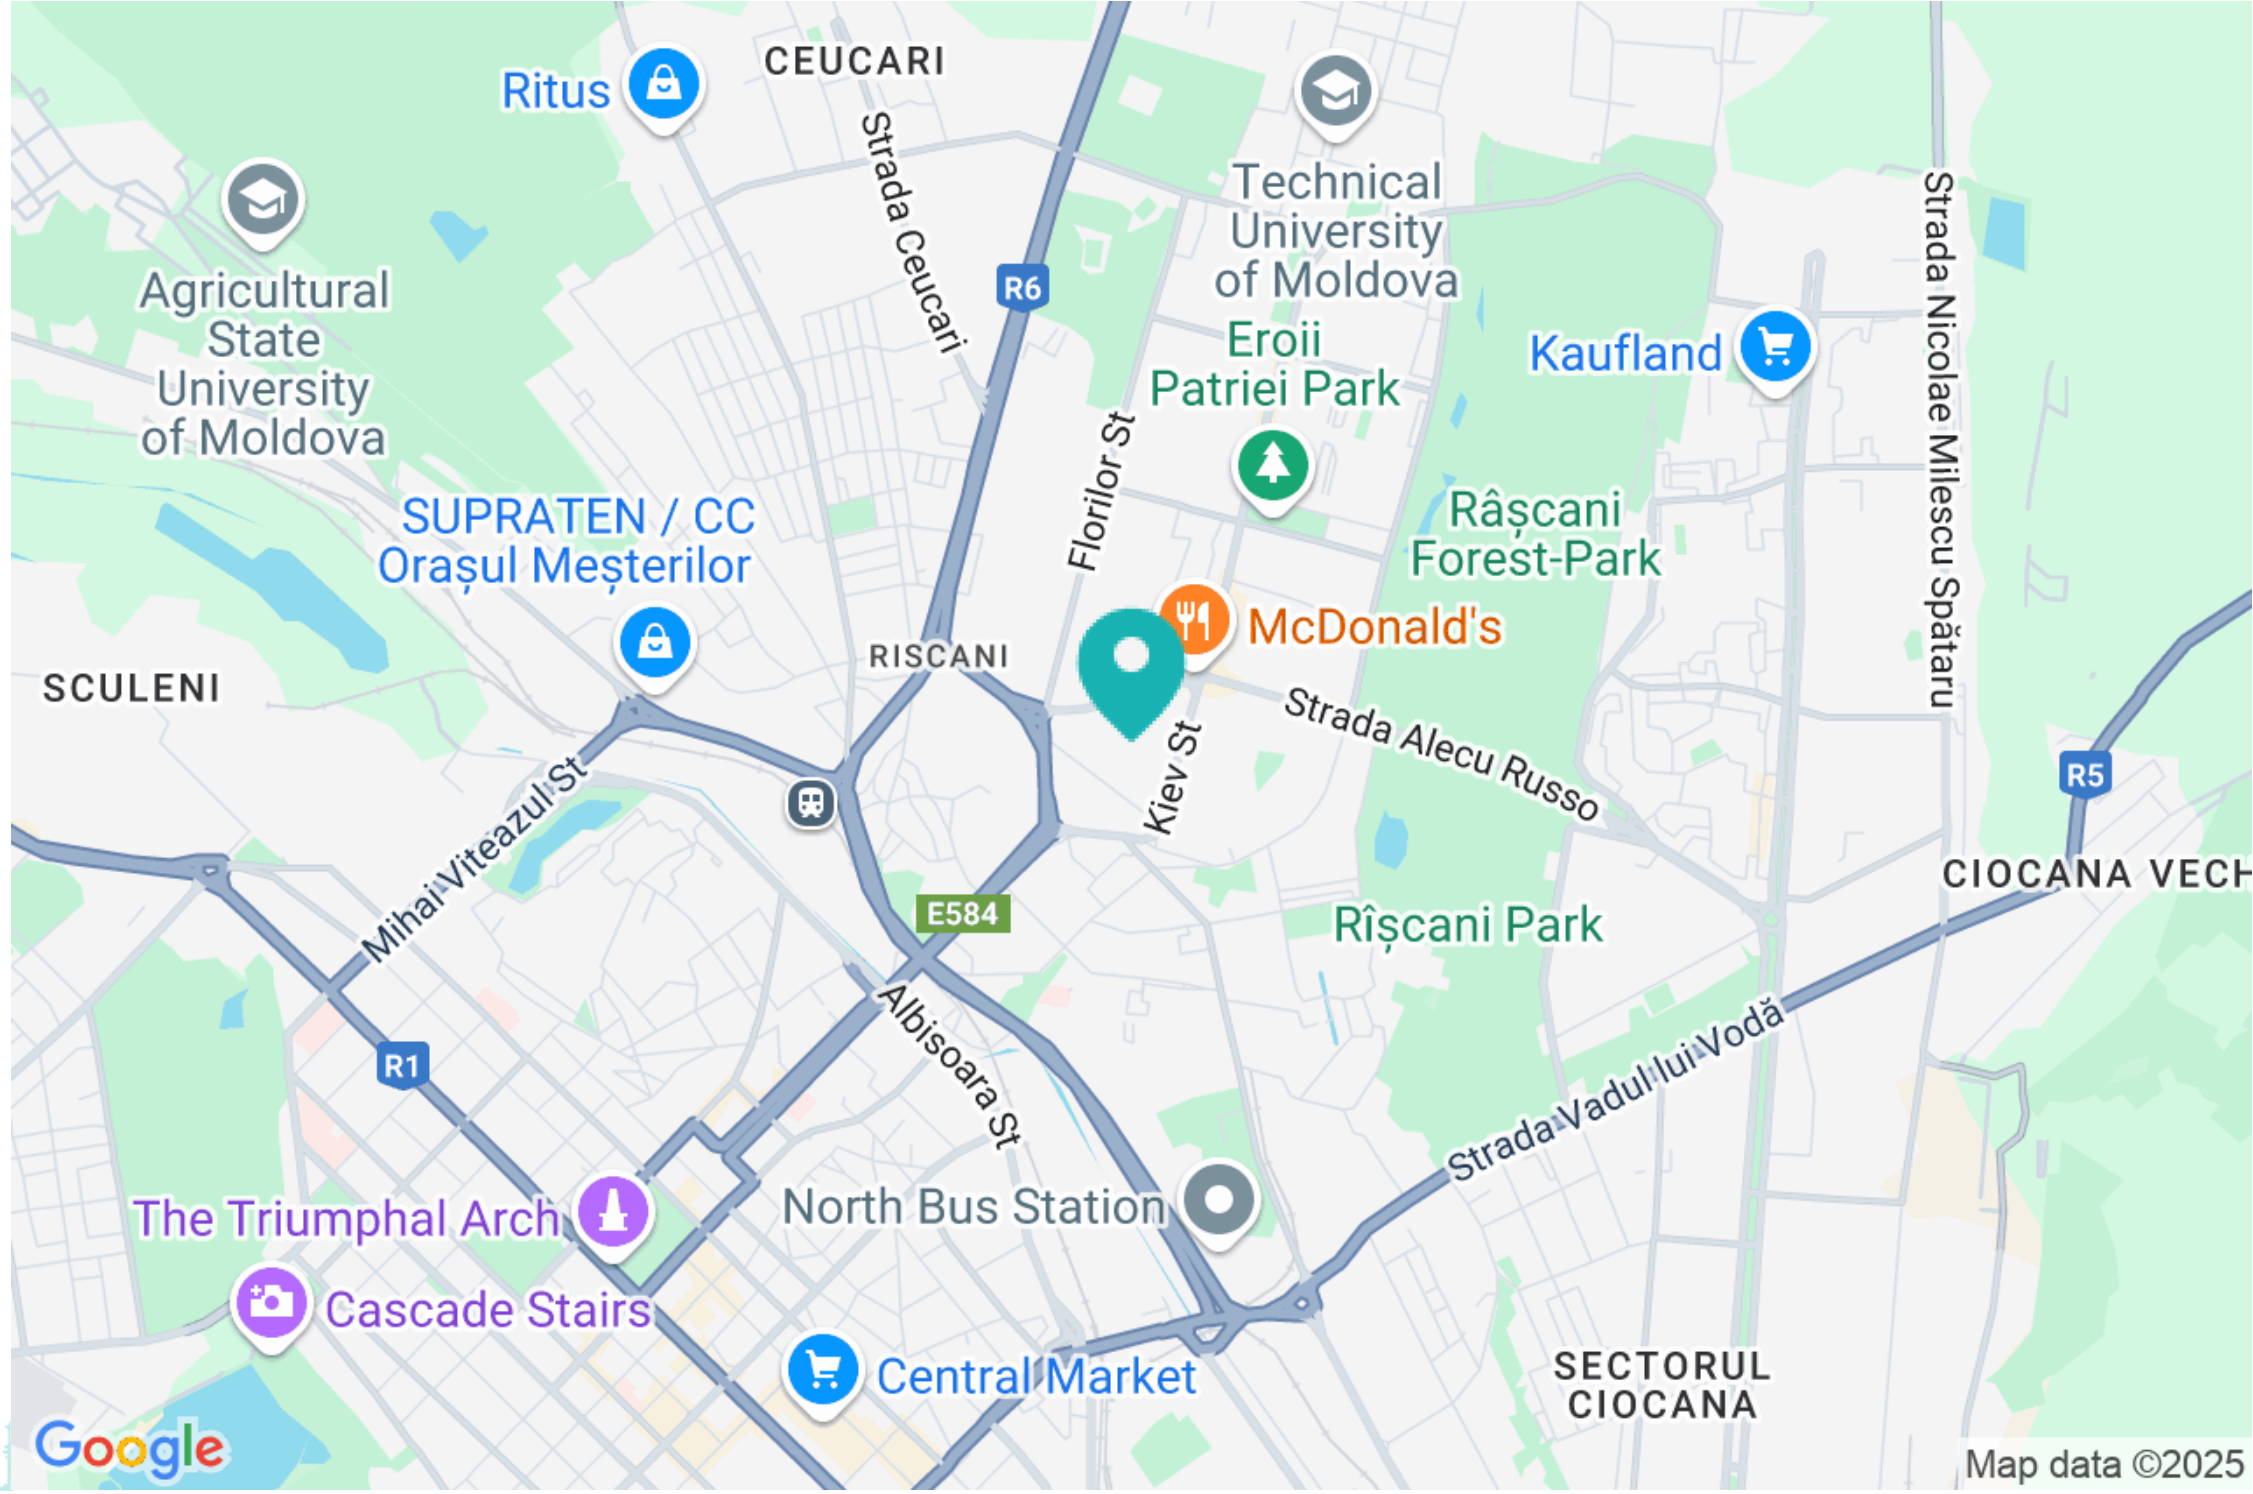 CEUCARI
Ritus
Strada Ceucari
Technical
University
of Moldova
Agricultural
State
University
of Moldova
R6
Eroii
Patriei Park
Kaufland
Strada Nicolae Milescu Spătaru
Florilor St
SUPRATEN / CC
Orașul Meșterilor
Râșcani
Forest-Park
McDonald's
RISCANI
SCULENI
Strada Alecu Russo
Kiev St
R5
Mihai Viteazul St
CIOCANA VECH
E584
Rîșcani Park
Albisoara St
R1
Strada Vadul lui Vodă
North Bus Station
The Triumphal Arch
Cascade Stairs
Central Market
SECTORUL
CIOCANA
Google
Map data ©2025